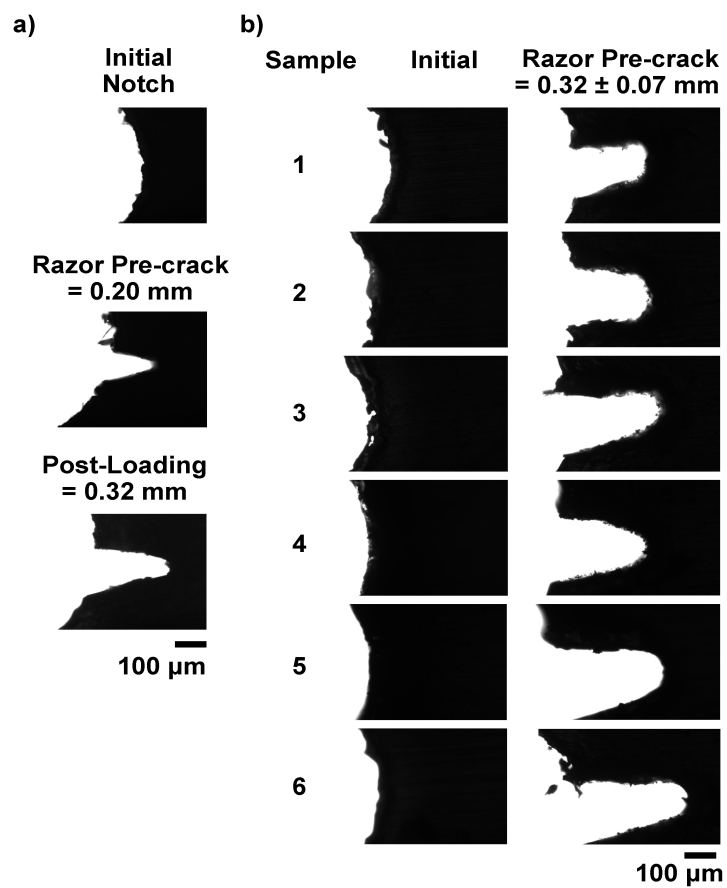 a)
Initial
Notch
Razor Pre-crack
= 0.20 mm
Post-Loading
= 0.32 mm
100 µm
b)
Sample
Initial
Razor Pre-crack
= 0.32 ± 0.07 mm
1
2
3
4
5
6
100 µm